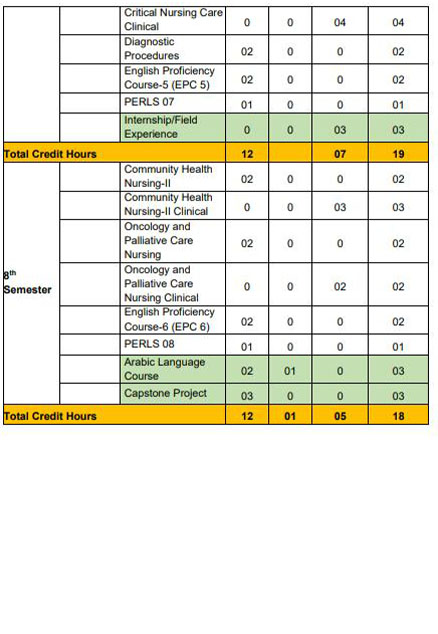 Critical Nursing Care
Clinical 0 0 04 04
Diagnostic
Procedures 02 0 0 02
English Proficiency
Course-5 (EPC 5) 02 0 0 02
PERLS 07 01 0 0 01
Internship/Field
Experience 0 0 03 03
Total Credit Hours 12 07 19
8th
Semester
Community Health
Nursing-II 02 0 0 02
Community Health
Nursing-II Clinical 0 0 03 03
Oncology and
Palliative Care
Nursing 02 0 0 02
Oncology and
Palliative Care
Nursing Clinical 0 0 02 02
English Proficiency
Course-6 (EPC 6) 02 0 0 02
PERLS 08 01 0 0 01
Arabic Language
Course 02 01 0 03
Capstone Project 03 0 0 03
Total Credit Hours 12 01 05 18